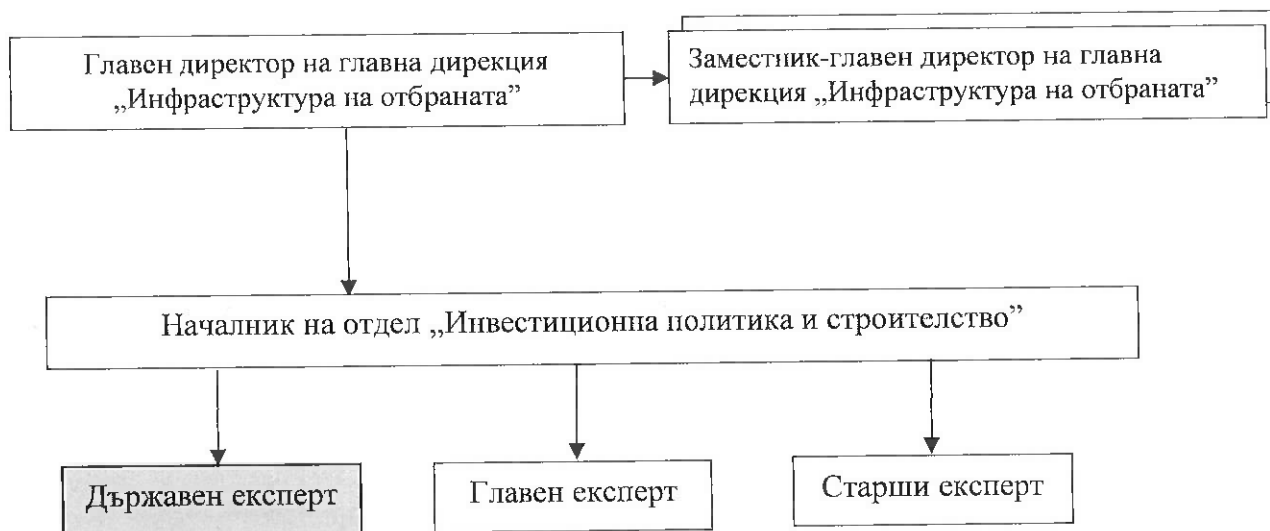 Главен директор на главна дирекция
„Инфраструктура на отбраната”
Заместник-главен директор на главна
дирекция „Инфраструктура на отбраната”
Началник на отдел „Инвестиционна политика и строителство”
Държавен експерт
Главен експерт
Старши експерт